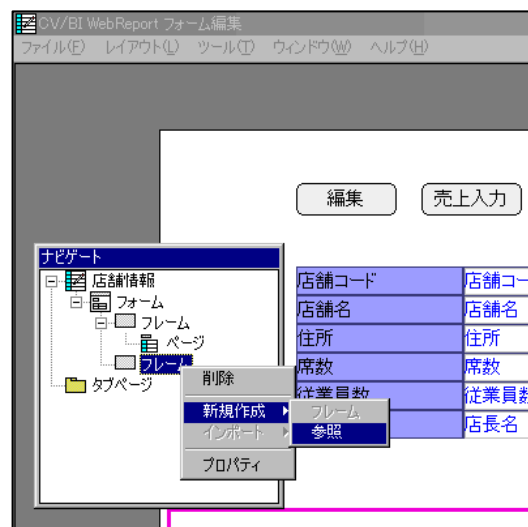 CV/BI WebReport フォーム編集
ファイル(F) レイアウト(L) ツール(T) ウィンドウ(W) ヘルプ(H)
編集 売上入力
ナビゲート
店舗情報
フォーム
フレーム
ページ
フレーム
タブページ
削除
新規作成
インポート
プロパティ
フレーム
参照
店舗コード 店舗コー
店舗名 店舗名
住所 住所
席数 席数
従業員数 従業員数
店長名